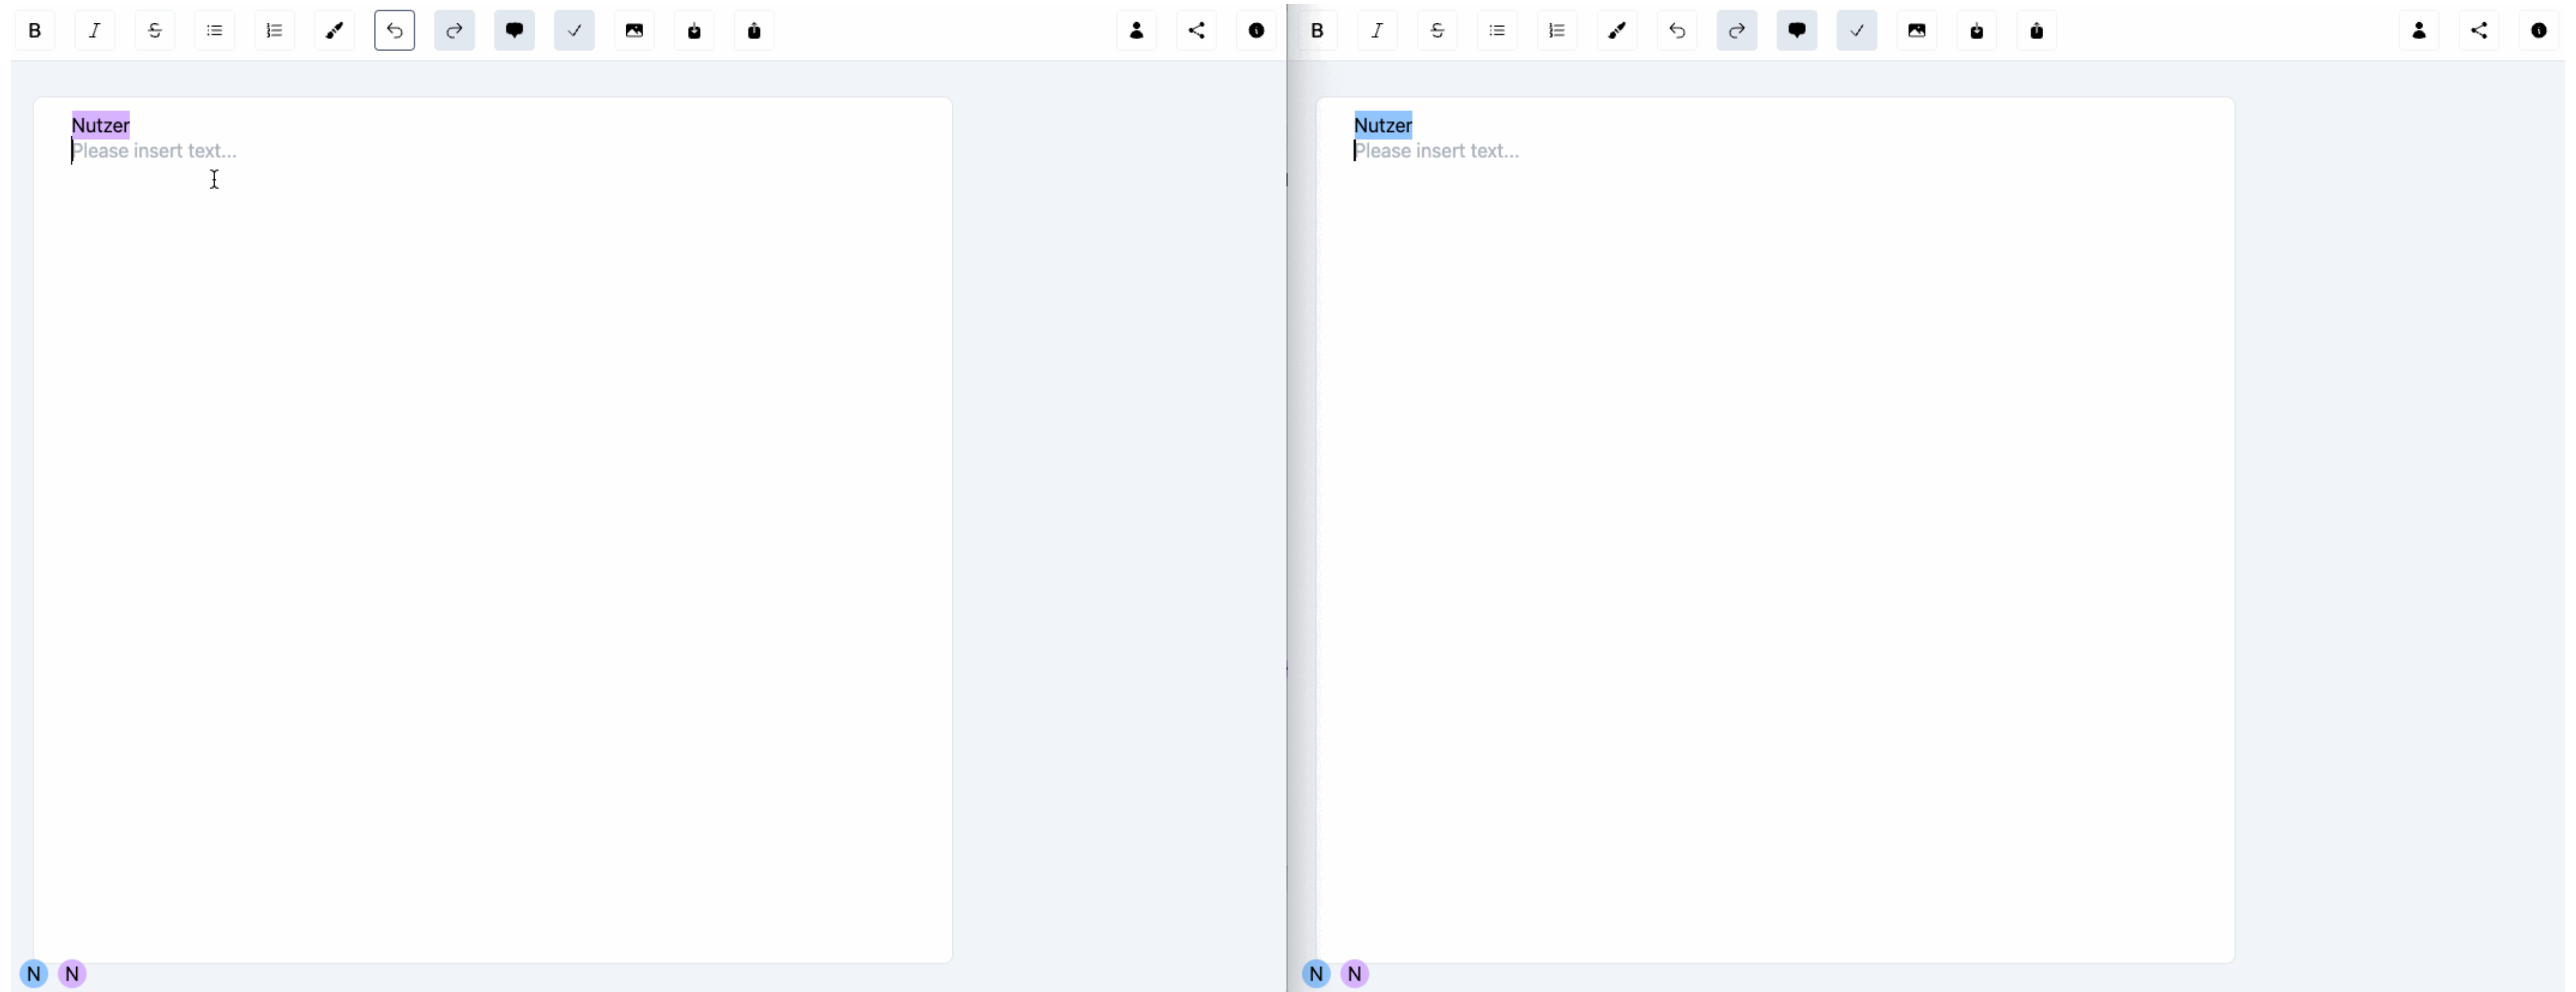 B I S
B I S
Nutzer
Please insert text...
Nutzer
Please insert text...
N N
N N